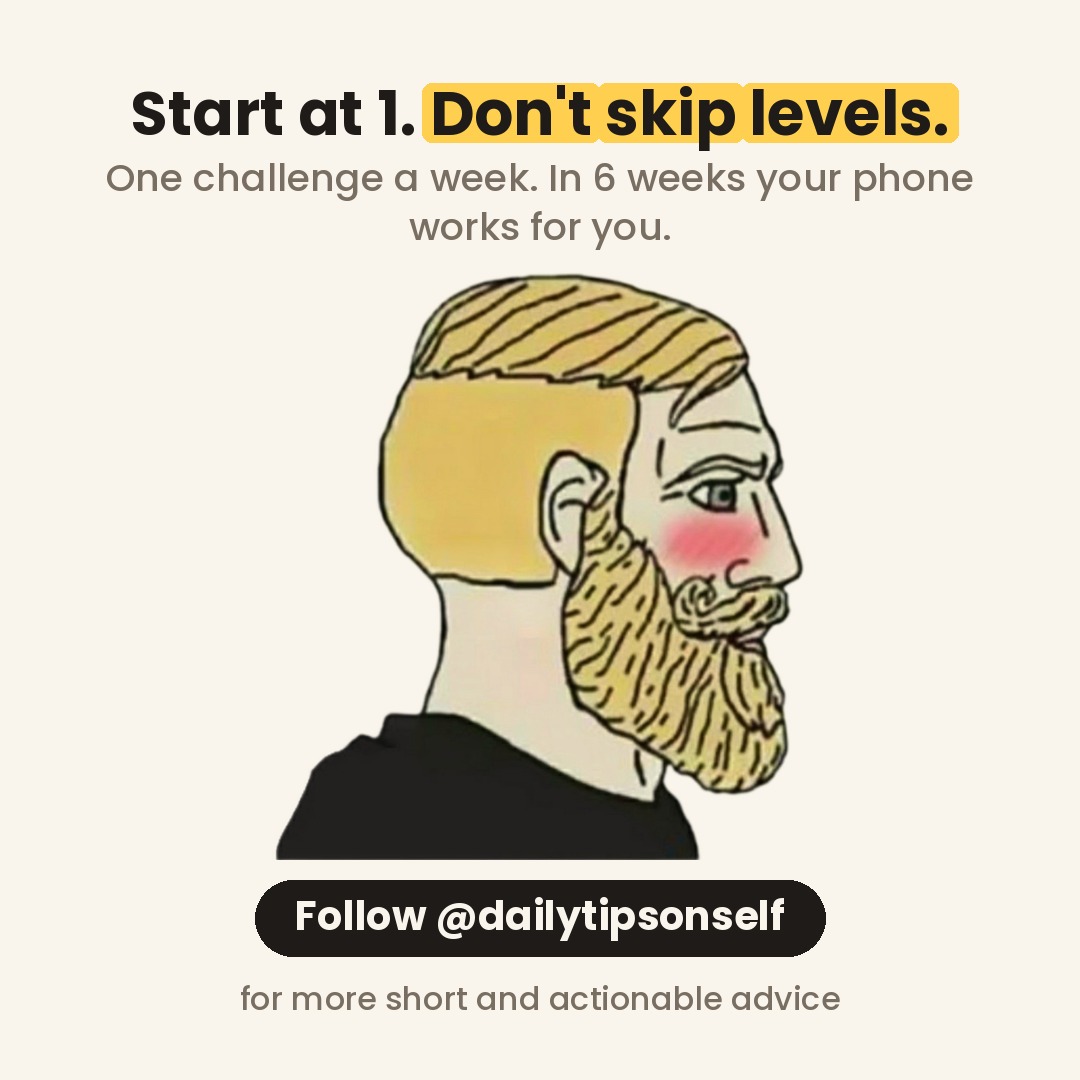 Start at 1. Don't skip levels.
One challenge a week. In 6 weeks your phone
works for you.
Follow @dailytipsonself
for more short and actionable advice